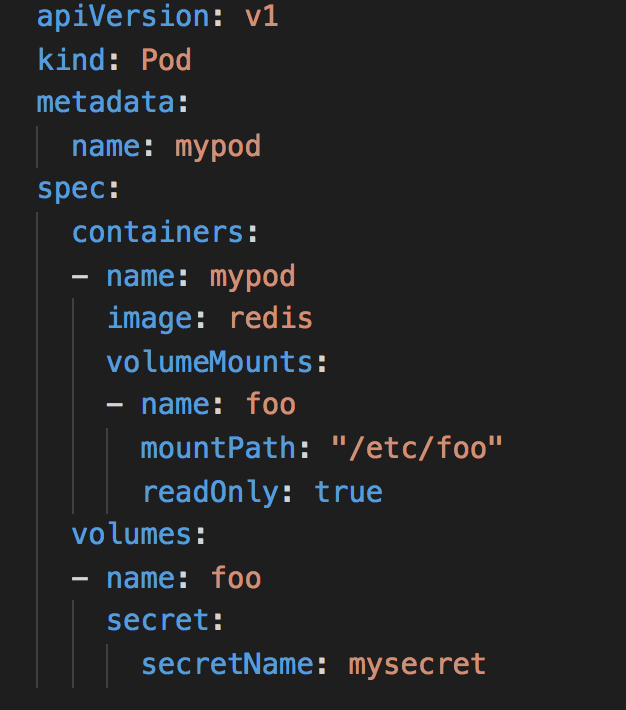 apiVersion: v1
kind: Pod
metadata:
  name: mypod
spec:
  containers:
  - name: mypod
    image: redis
    volumeMounts:
    - name: foo
      mountPath: "/etc/foo"
      readOnly: true
  volumes:
  - name: foo
    secret:
      secretName: mysecret